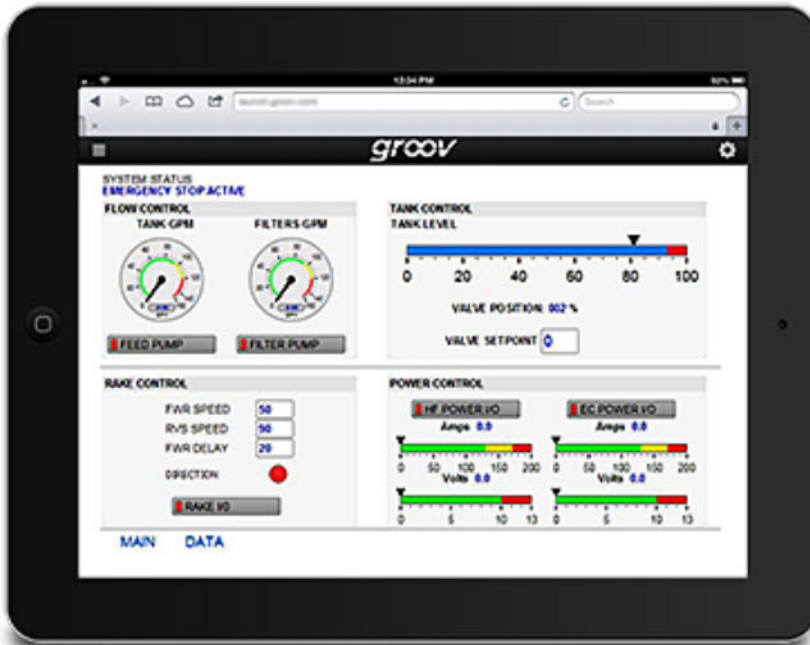 12:34 PM
Search
groov
SYSTEM STATUS
EMERGENCY STOP ACTIVE
FLOW CONTROL
TANK GPM
FILTERS GPM
FEED PUMP
FILTER PUMP
TANK CONTROL
TANK LEVEL
0 20 40 60 80 100
VALVE POSITION: 002 %
VALVE SETPOINT 0
RAKE CONTROL
FWR SPEED 50
RVS SPEED 90
FWR DELAY 20
DIRECTION
RAKE I/O
POWER CONTROL
HF POWER I/O
Amps 0.0
0 50 100 150 200
Volts 0.0
0 5 10 13
EC POWER I/O
Amps 0.0
0 50 100 150 200
Volts 0.0
0 5 10 13
MAIN DATA